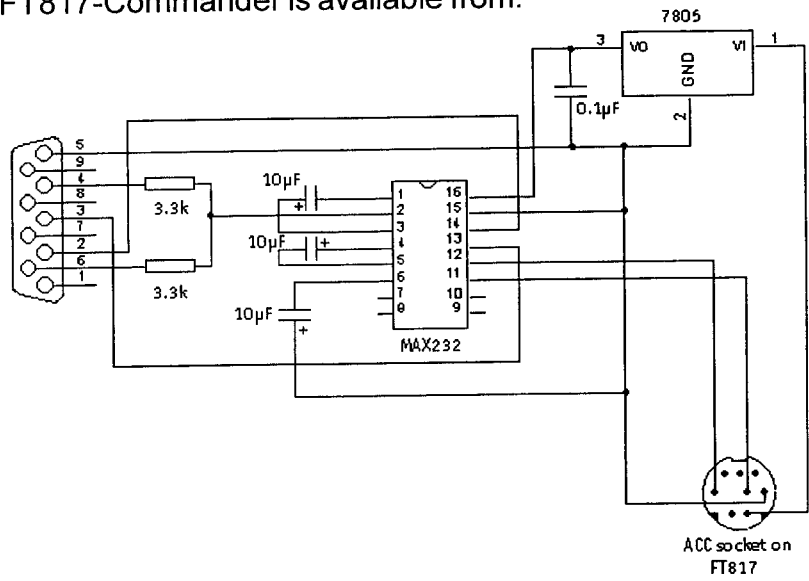 FT817-Commander is available from:
7805
3 VO VI 1
GND
2
0.1µF
5
9
4
8
3
7
2
6
1
3.3k
3.3k
10µF
+
10µF
+
10µF
+
1 16
2 15
3 14
4 13
5 12
6 11
7 10
8 9
MAX232
ACC socket on
FT817